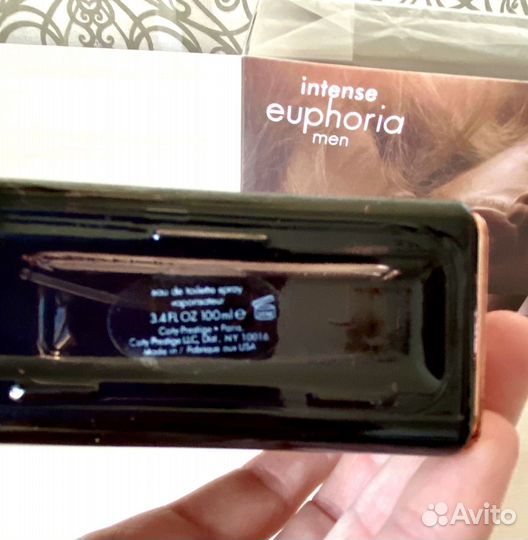 intense
euphoria
men
eau de toilette spray
vaporisateur
3.4 FL OZ 100ml e
Coty Prestige • Paris,
Coty Prestige LLC, Dist. NY 10016
Made in / Fabriqué aux USA
Avito